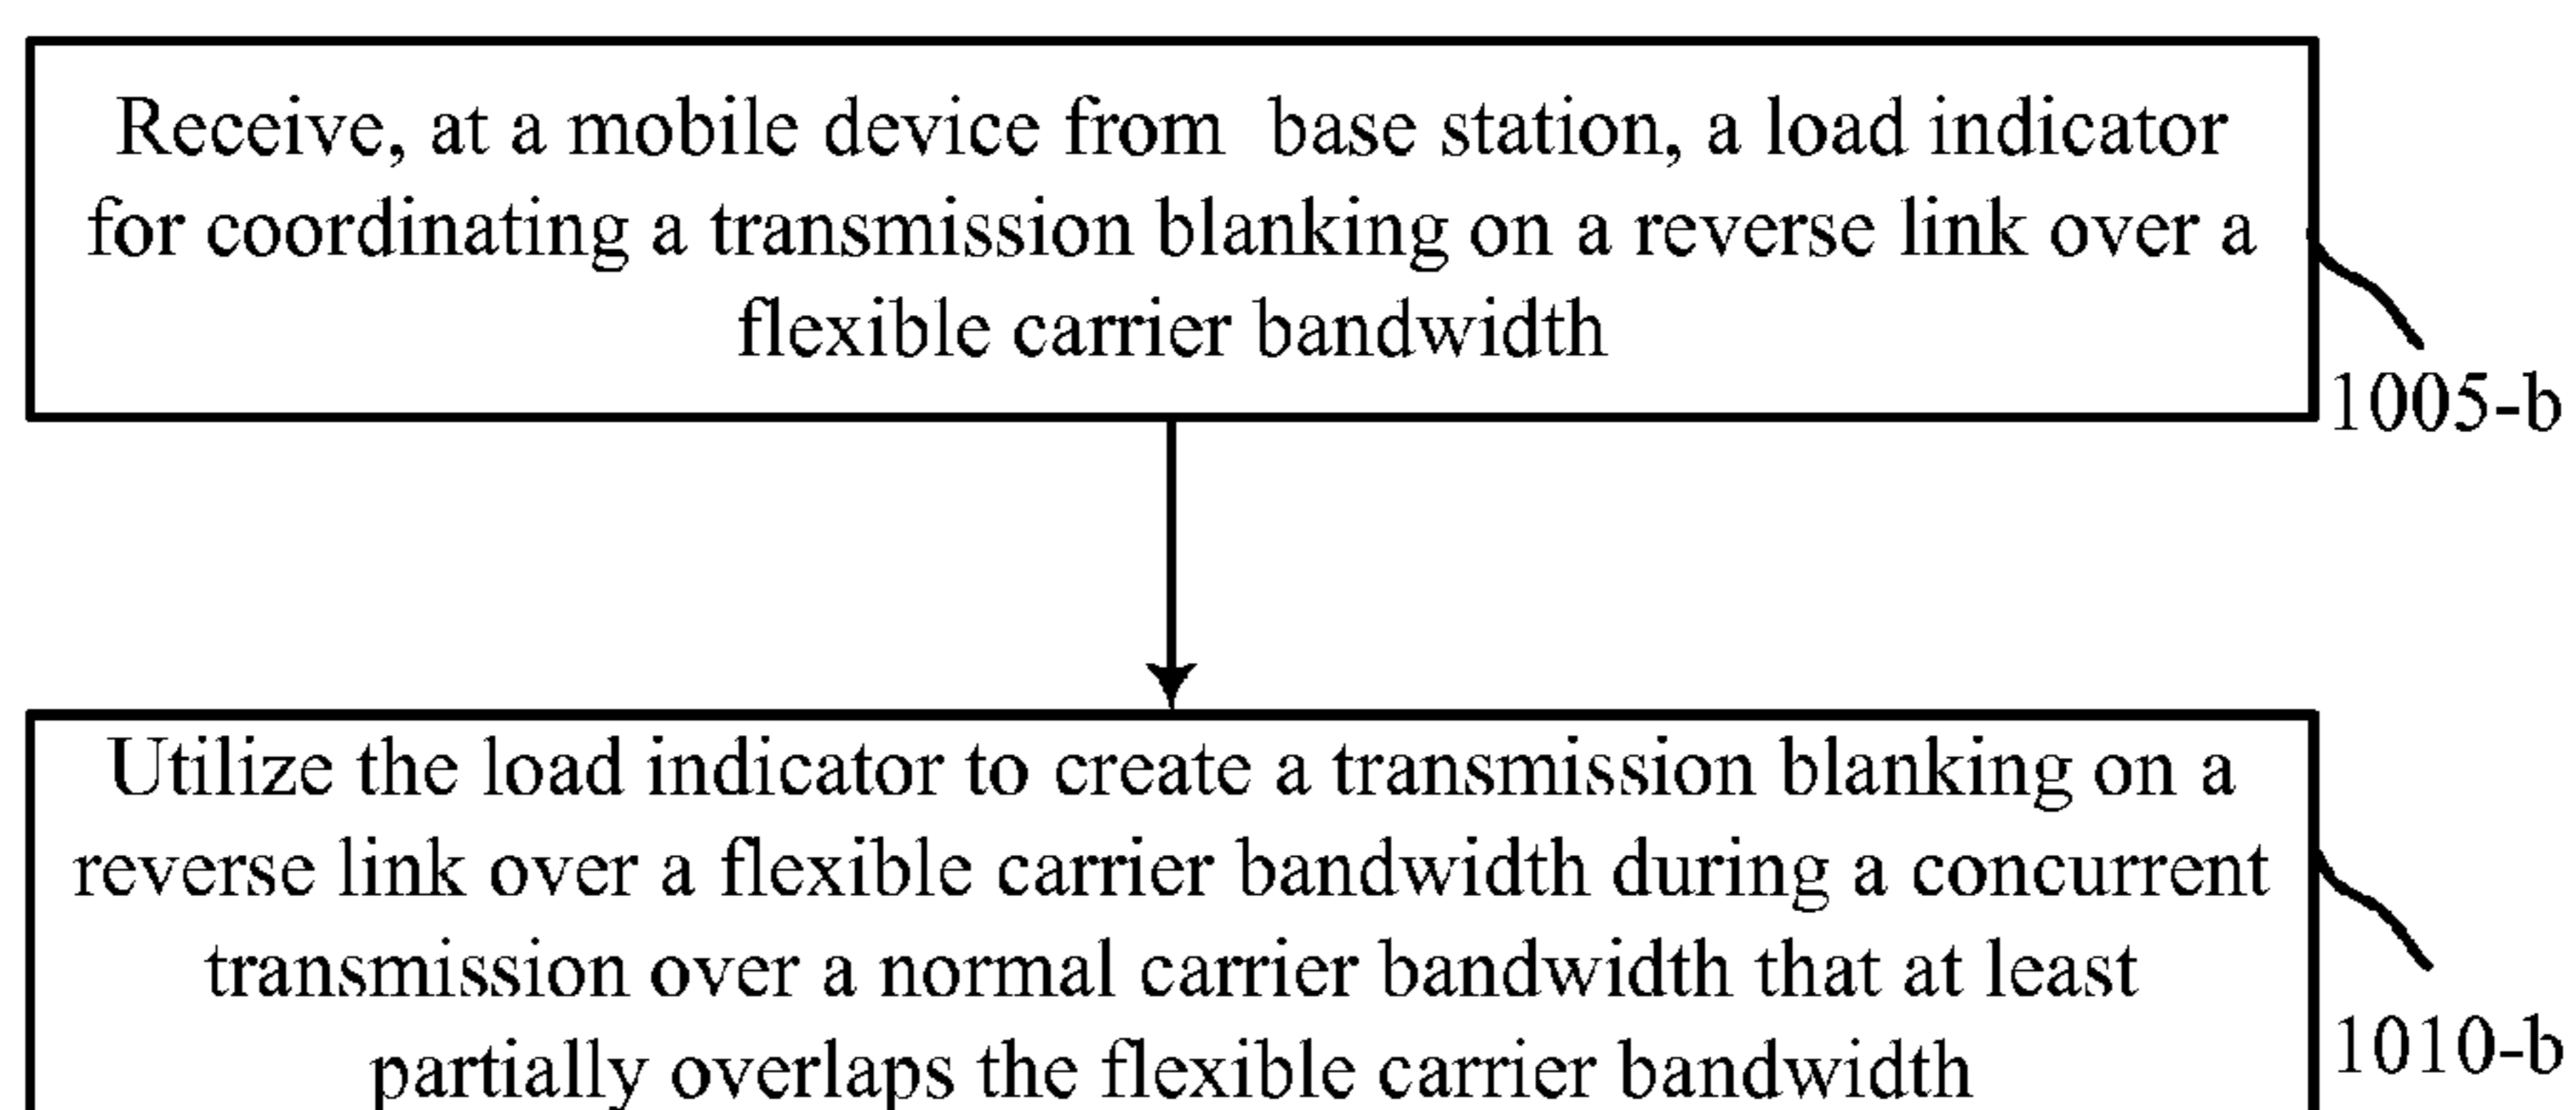 Receive, at a mobile device from  base station, a load indicator
for coordinating a transmission blanking on a reverse link over a
flexible carrier bandwidth
1005-b
Utilize the load indicator to create a transmission blanking on a
reverse link over a flexible carrier bandwidth during a concurrent
transmission over a normal carrier bandwidth that at least
partially overlaps the flexible carrier bandwidth
1010-b